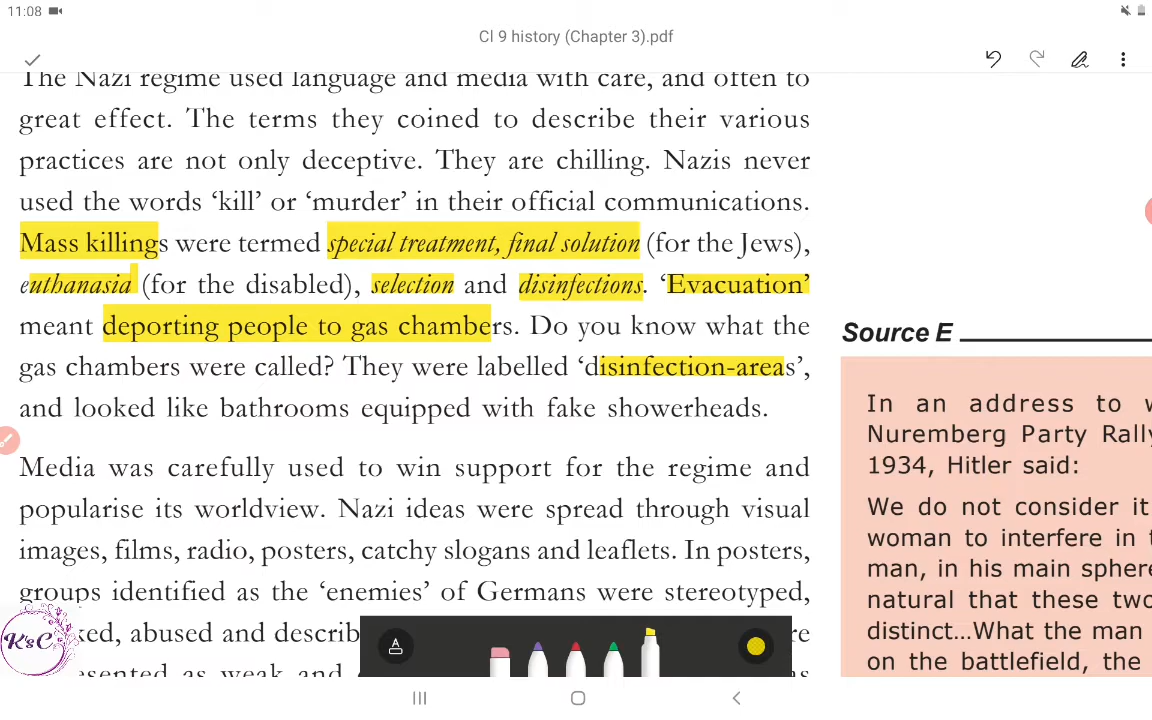 11:08
Cl 9 history (Chapter 3).pdf
The Nazi regime used language and media with care, and often to
great effect. The terms they coined to describe their various
practices are not only deceptive. They are chilling. Nazis never
used the words ‘kill’ or ‘murder’ in their official communications.
Mass killings were termed special treatment, final solution (for the Jews),
euthanasia (for the disabled), selection and disinfections. ‘Evacuation’
meant deporting people to gas chambers. Do you know what the
gas chambers were called? They were labelled ‘disinfection-areas’,
and looked like bathrooms equipped with fake showerheads.
Media was carefully used to win support for the regime and
popularise its worldview. Nazi ideas were spread through visual
images, films, radio, posters, catchy slogans and leaflets. In posters,
groups identified as the ‘enemies’ of Germans were stereotyped,
abused and
weak and
Source E
In an address to
Nuremberg Party Rally
1934, Hitler said:
We do not consider it
woman to interfere in
man, in his main sphere
natural that these two
distinct...What the man
on the battlefield, the
K's C